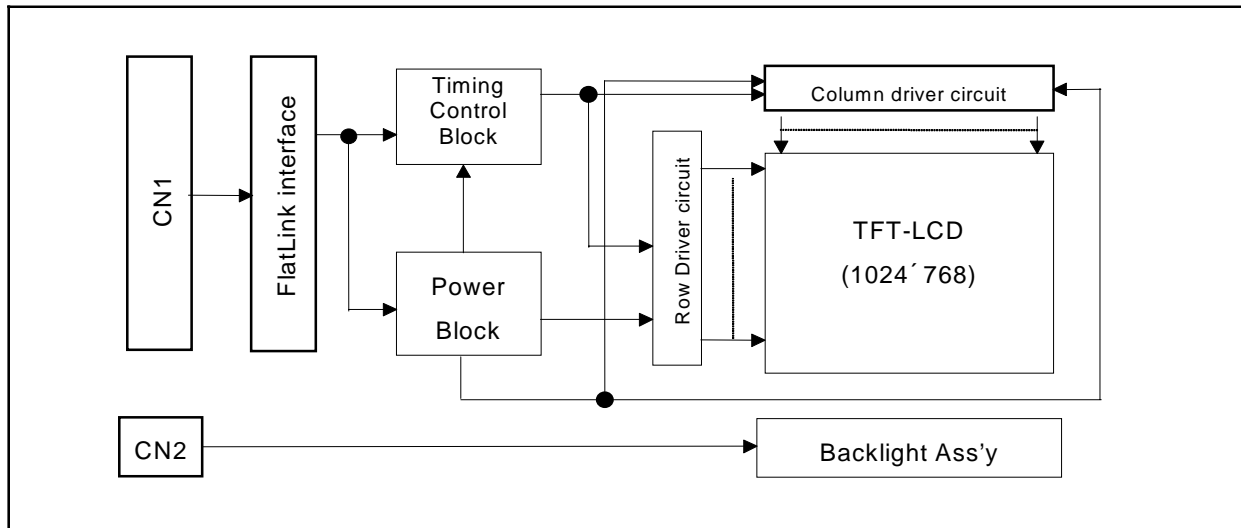 CN1
FlatLink interface
Timing
Control
Block
Power
Block
Row Driver circuit
Column driver circuit
TFT-LCD
(1024´ 768)
CN2
Backlight Ass'y